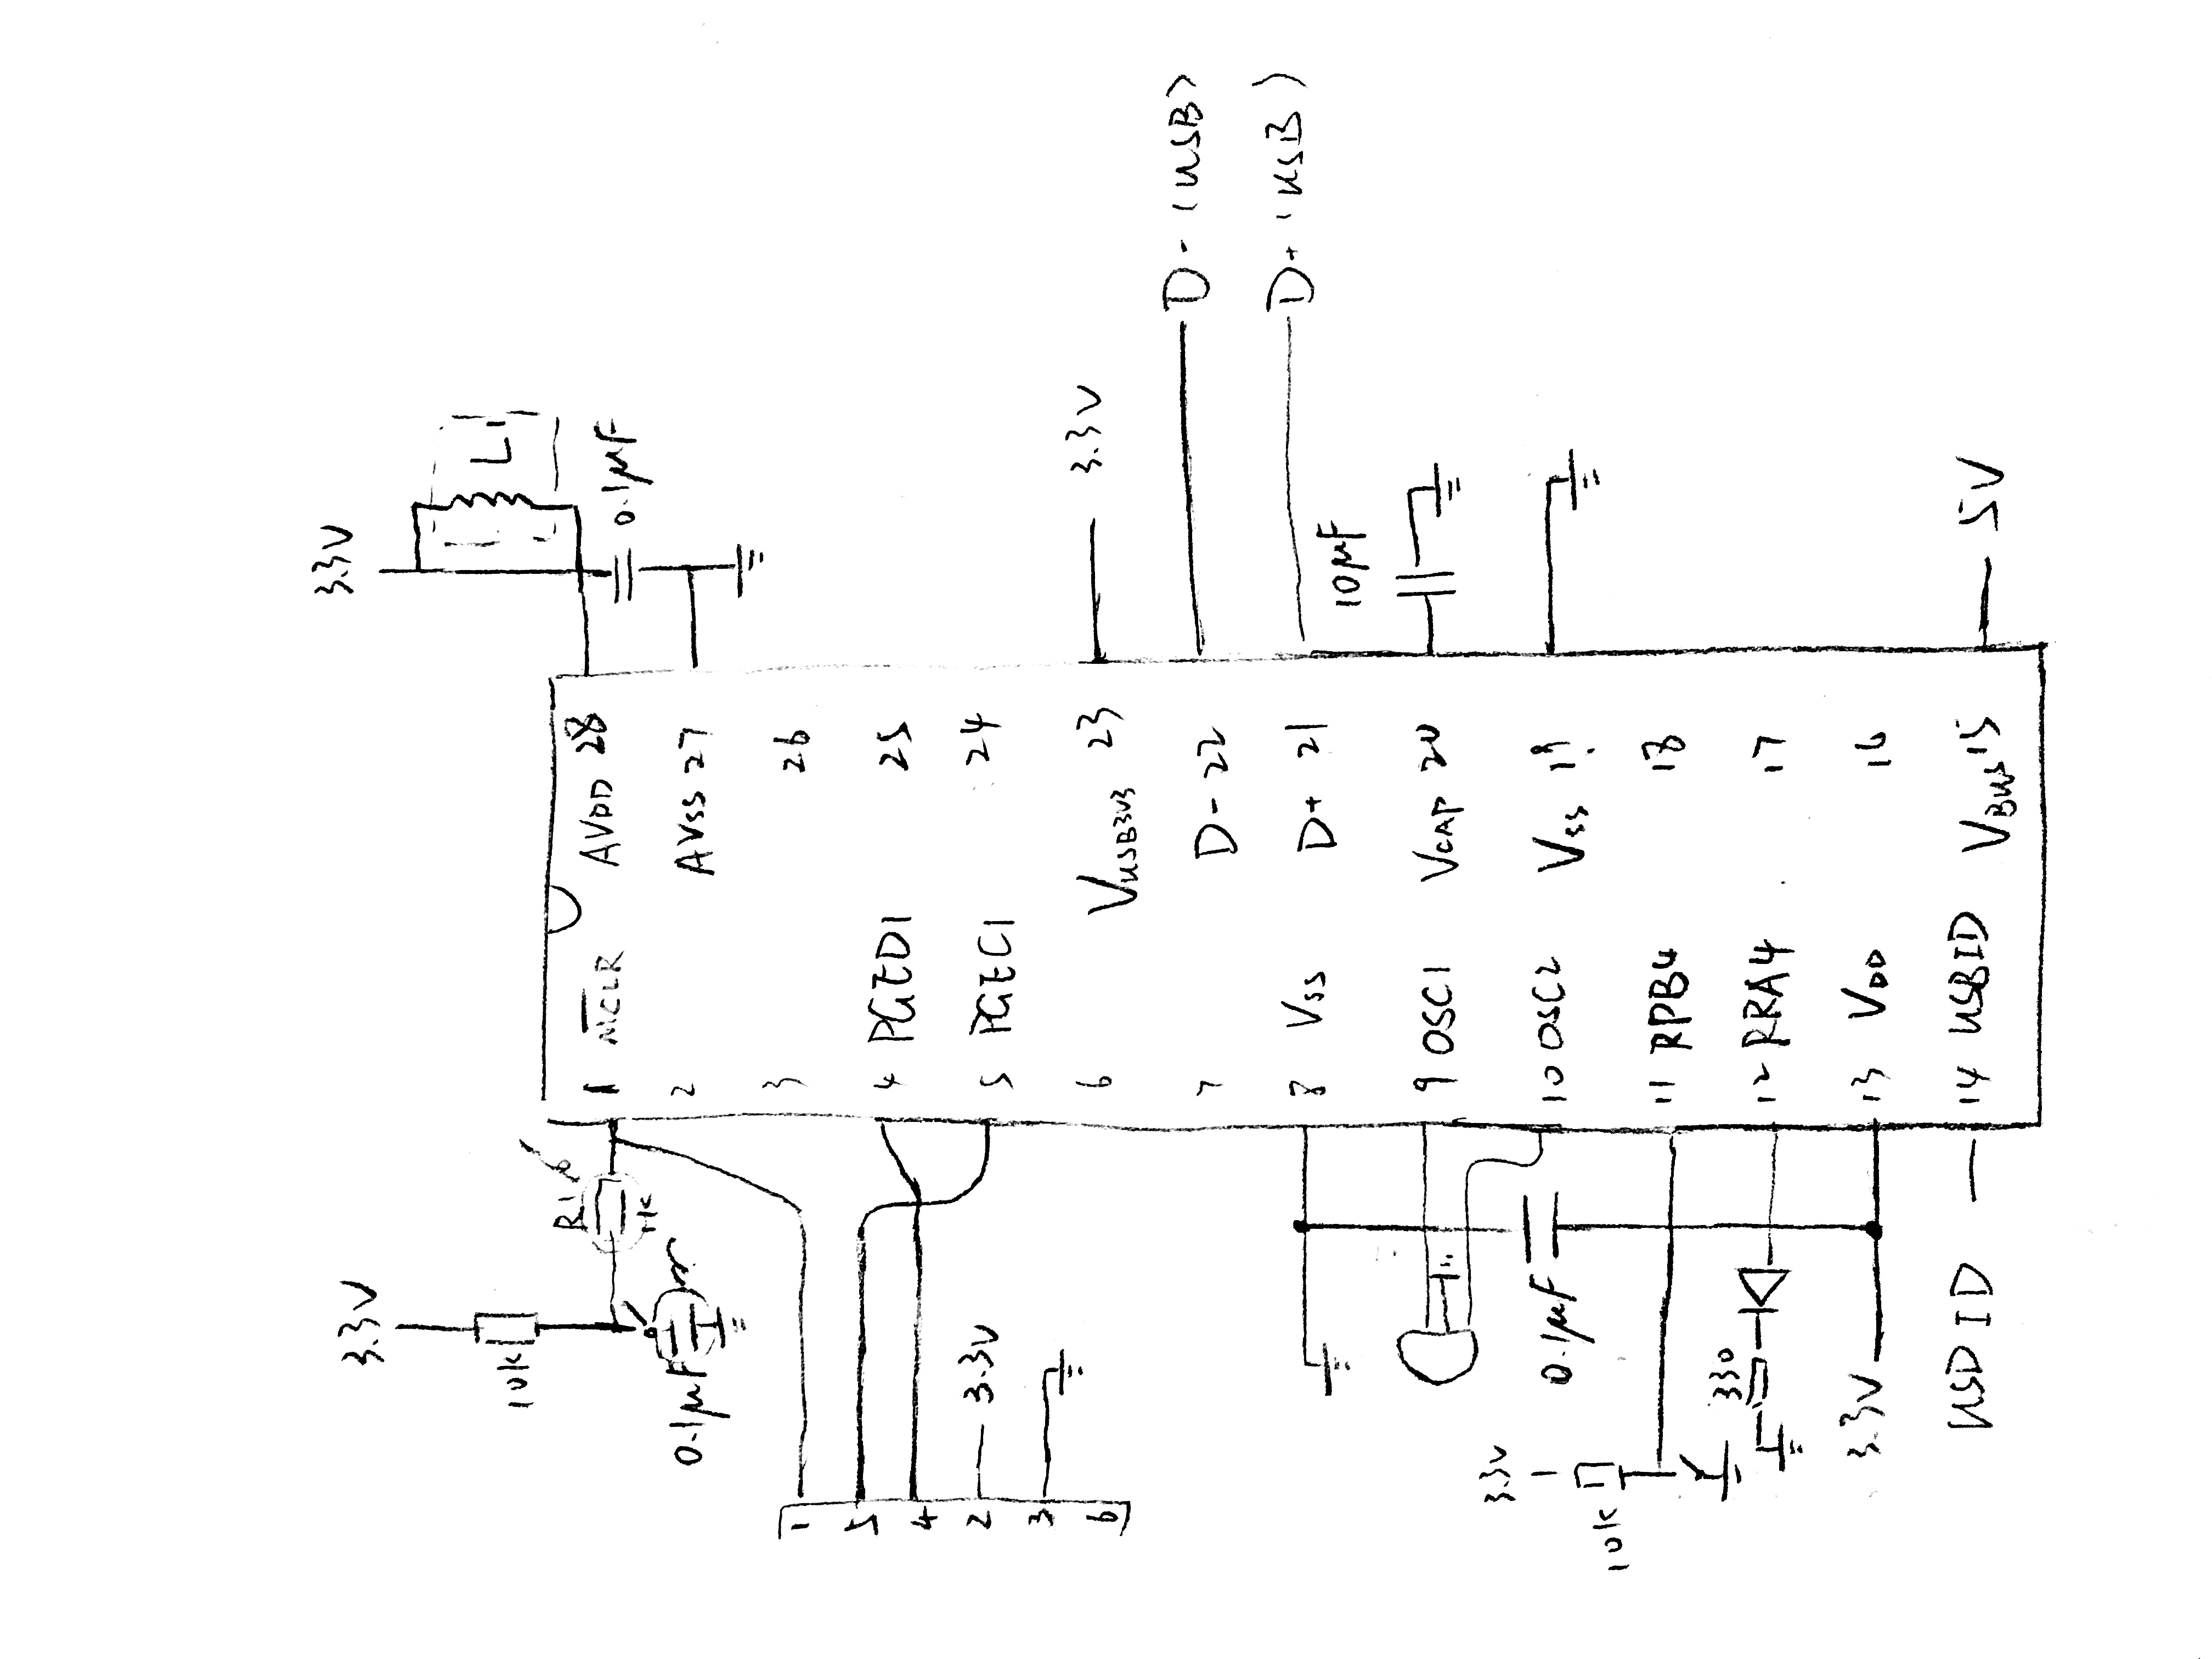 3.3V
3.3V
10K
L1
R1
1K
0.1μF
1 MCLR
AVDD 28
0.1μF
2
AVSS 27
3
26
1
5
4
2 3.3V
3
6
4 PGED1
25
5 PGEC1
24
6
VUSB3V3 23
3.3V
7
D- 22
D- (USB)
8 VSS
D+ 21
D+ (USB)
10μF
9 OSC1
VCAP 20
3.3V
10K
0.1μF
10 OSC2
VSS 19
11 RPB4
18
330
12 RRA4
17
3.3V
13 VDD
16
USD ID
14 USBID
VBUS 15
5V